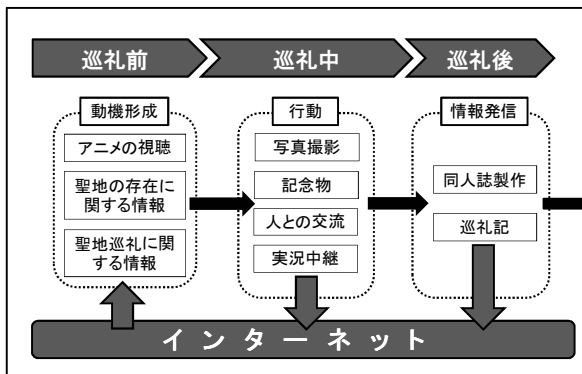 巡礼前
巡礼中
巡礼後
動機形成
アニメの視聴
聖地の存在に
関する情報
聖地巡礼に関
する情報
行動
写真撮影
記念物
人との交流
実況中継
情報発信
同人誌製作
巡礼記
インターネット